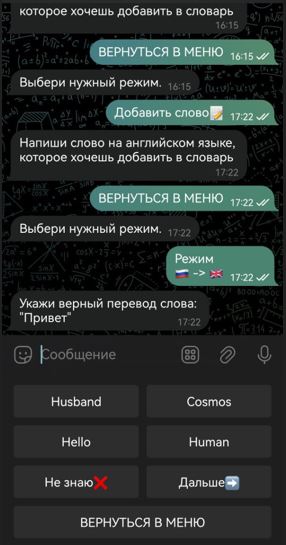 которое хочешь добавить в словарь
16:15
ВЕРНУТЬСЯ В МЕНЮ 16:15
Выбери нужный режим. 16:15
Добавить слово📝 17:22
Напиши слово на английском языке,
которое хочешь добавить в словарь
17:22
ВЕРНУТЬСЯ В МЕНЮ 17:22
Выбери нужный режим. 17:22
Режим
🇷🇺 -> 🇬🇧 17:22
Укажи верный перевод слова:
"Привет" 17:22
Сообщение
Husband Cosmos
Hello Human
Не знаю❌ Дальше➡️
ВЕРНУТЬСЯ В МЕНЮ